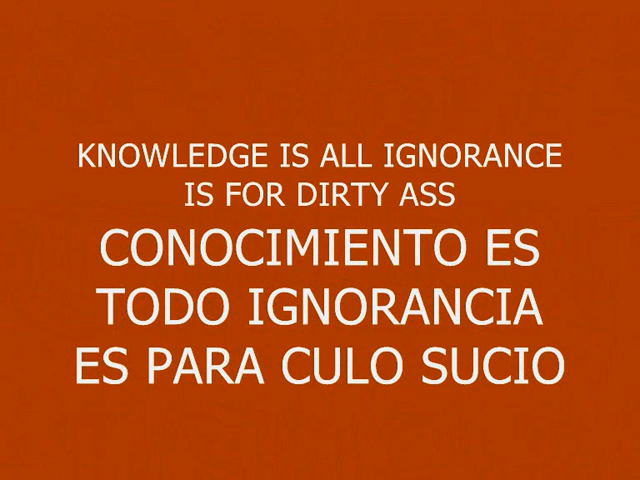 KNOWLEDGE IS ALL IGNORANCE
IS FOR DIRTY ASS
CONOCIMIENTO ES
TODO IGNORANCIA
ES PARA CULO SUCIO